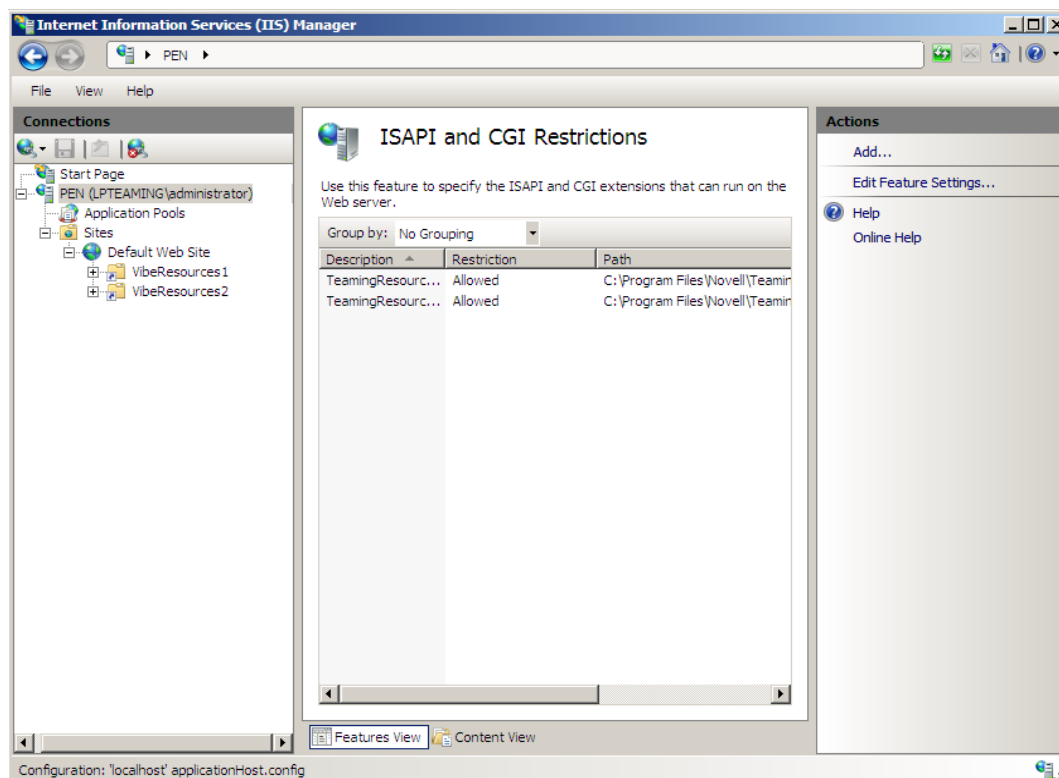 Internet Information Services (IIS) Manager
PEN
File View Help
Connections
Start Page
PEN (LPTEAMING\administrator)
Application Pools
Sites
Default Web Site
VibeResources1
VibeResources2
ISAPI and CGI Restrictions
Use this feature to specify the ISAPI and CGI extensions that can run on the
Web server.
Group by: No Grouping
Description Restriction Path
TeamingResourc... Allowed C:\Program Files\Novell\Teamin
TeamingResourc... Allowed C:\Program Files\Novell\Teamin
Features View Content View
Actions
Add...
Edit Feature Settings...
Help
Online Help
Configuration: 'localhost' applicationHost.config